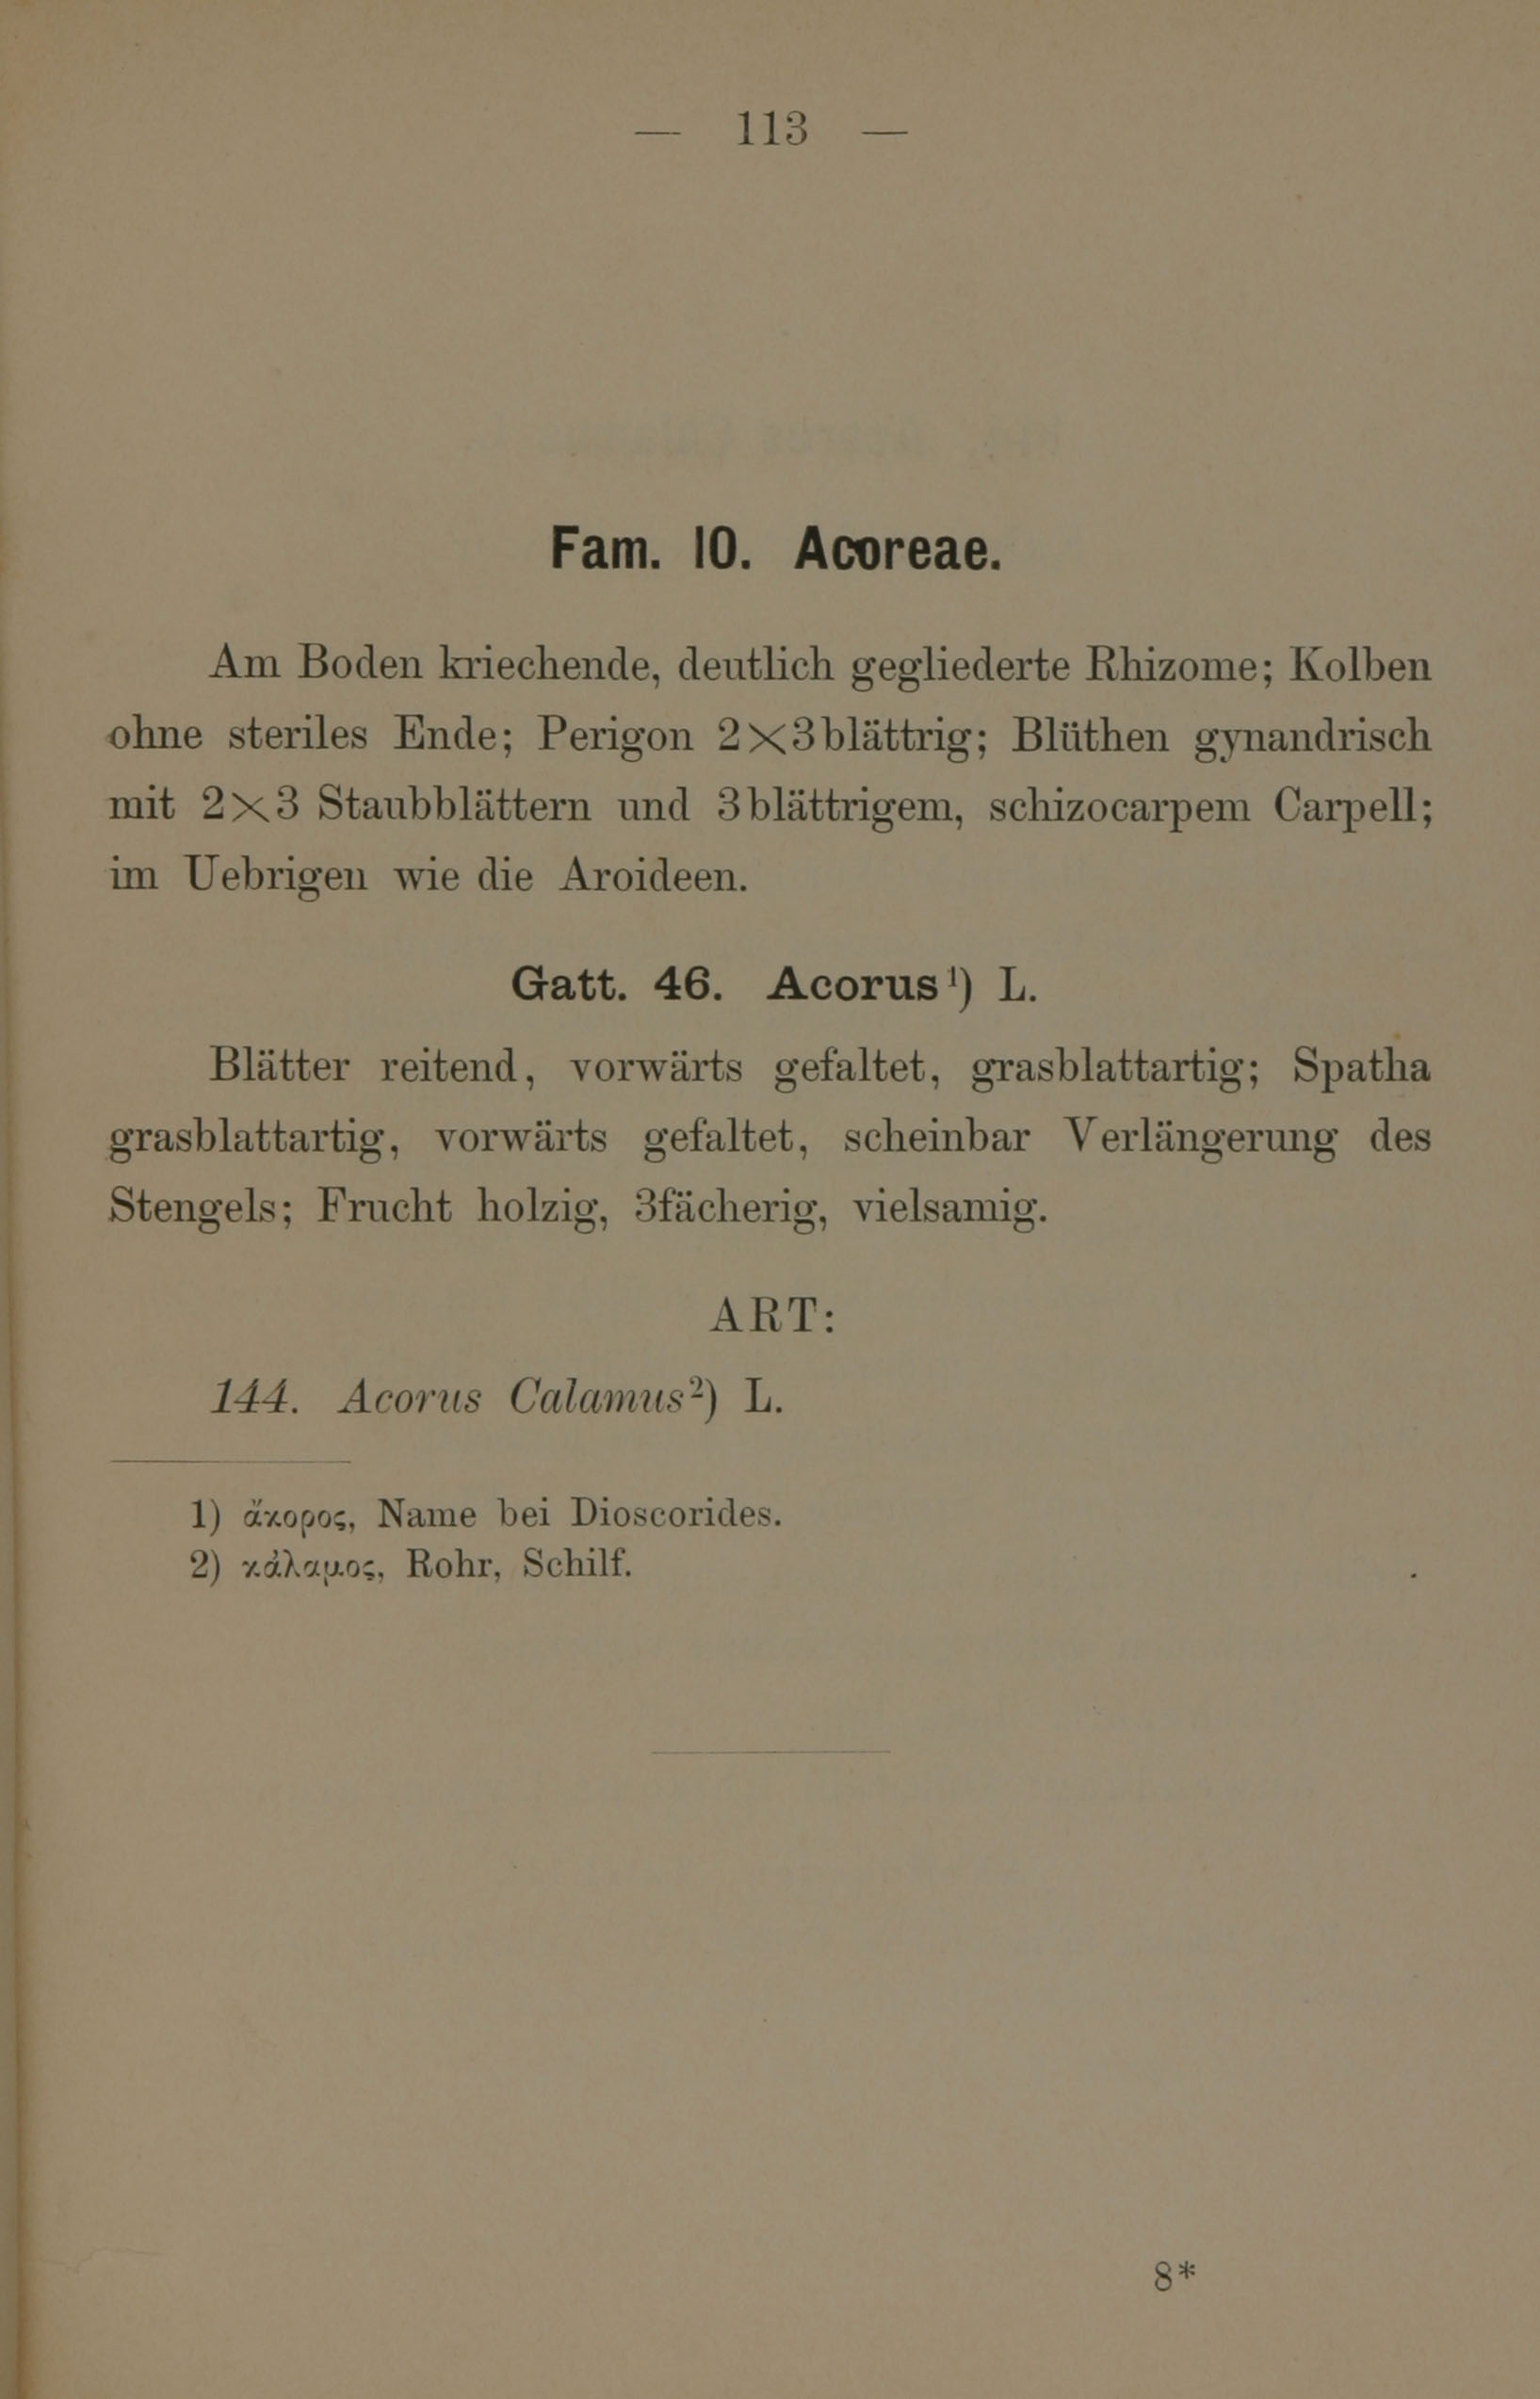 — 113 —
Fam. 10. Acoreae.
Am Boden kriechende, deutlich gegliederte Rhizome; Kolben
ohne steriles Ende; Perigon 2×3blättrig; Blüthen gynandrisch
mit 2×3 Staubblättern und 3blättrigem, schizocarpem Carpell;
im Uebrigen wie die Aroideen.
Gatt. 46. Acorus¹) L.
Blätter reitend, vorwärts gefaltet, grasblattartig; Spatha
grasblattartig, vorwärts gefaltet, scheinbar Verlängerung des
Stengels; Frucht holzig, 3fächerig, vielsamig.
ART:
144. Acorus Calamus²) L.
1) ἄκορος, Name bei Dioscorides.
2) κάλαμος, Rohr, Schilf.
8*